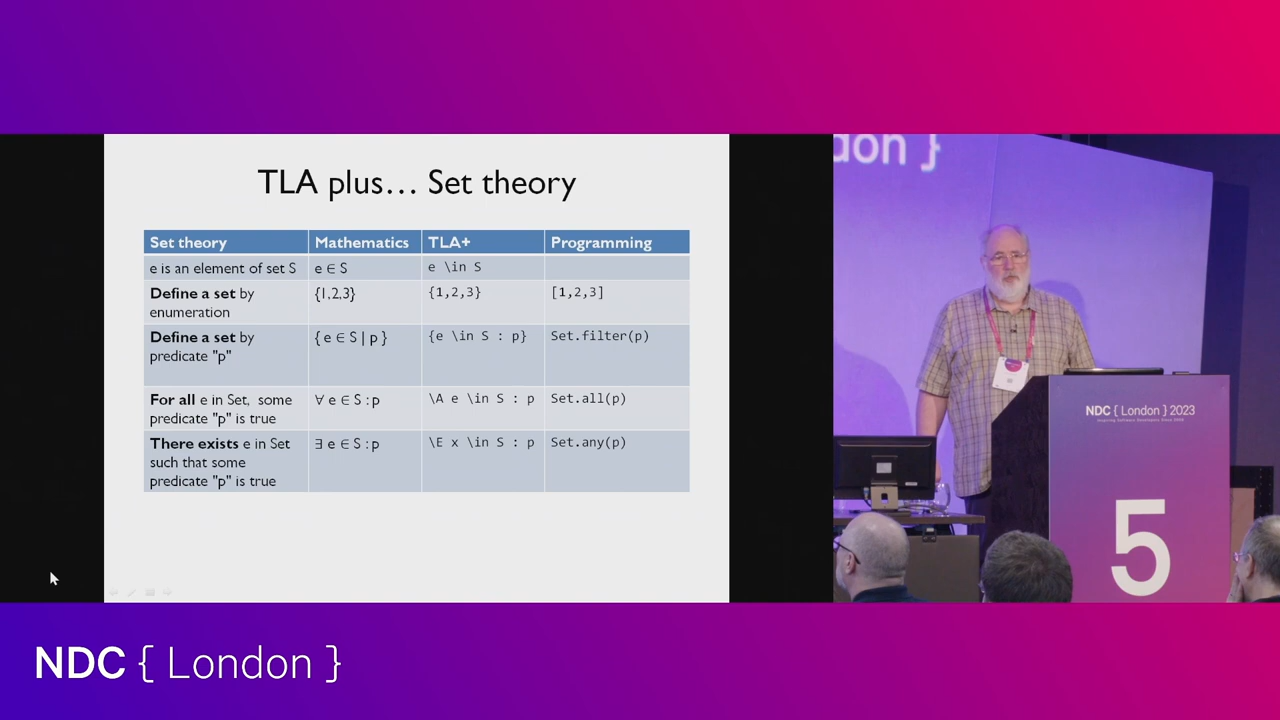 TLA plus… Set theory
Set theory Mathematics TLA+ Programming
e is an element of set S e ∈ S e \in S
Define a set by enumeration {1,2,3} {1,2,3} [1,2,3]
Define a set by predicate "p" { e ∈ S | p } {e \in S : p} Set.filter(p)
For all e in Set, some predicate "p" is true ∀ e ∈ S : p \A e \in S : p Set.all(p)
There exists e in Set such that some predicate "p" is true ∃ e ∈ S : p \E x \in S : p Set.any(p)
don }
NDC { London } 2023
5
NDC { London }